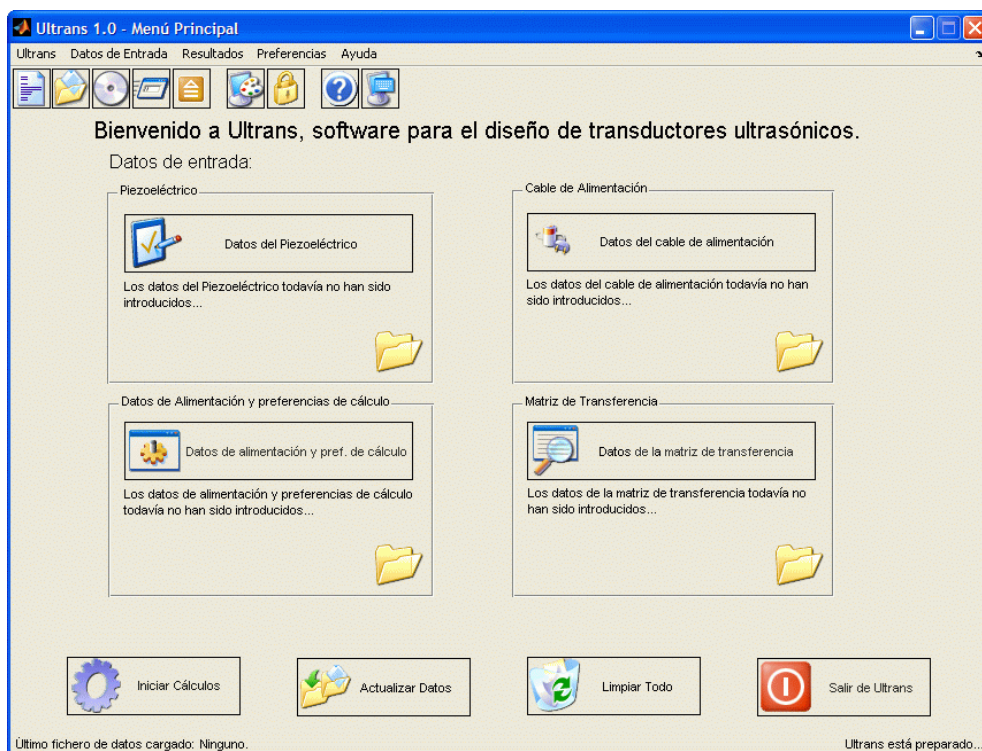 Ultrans 1.0 - Menú Principal
Ultrans Datos de Entrada Resultados Preferencias Ayuda
Bienvenido a Ultrans, software para el diseño de transductores ultrasónicos.
Datos de entrada:
Piezoeléctrico
Datos del Piezoeléctrico
Los datos del Piezoeléctrico todavía no han sido
introducidos...
Cable de Alimentación
Datos del cable de alimentación
Los datos del cable de alimentación todavía no han
sido introducidos...
Datos de Alimentación y preferencias de cálculo
Datos de alimentación y pref. de cálculo
Los datos de alimentación y preferencias de cálculo
todavía no han sido introducidos...
Matriz de Transferencia
Datos de la matriz de transferencia
Los datos de la matriz de transferencia todavía no
han sido introducidos...
Iniciar Cálculos
Actualizar Datos
Limpiar Todo
Salir de Ultrans
Último fichero de datos cargado: Ninguno.
Ultrans está preparado...